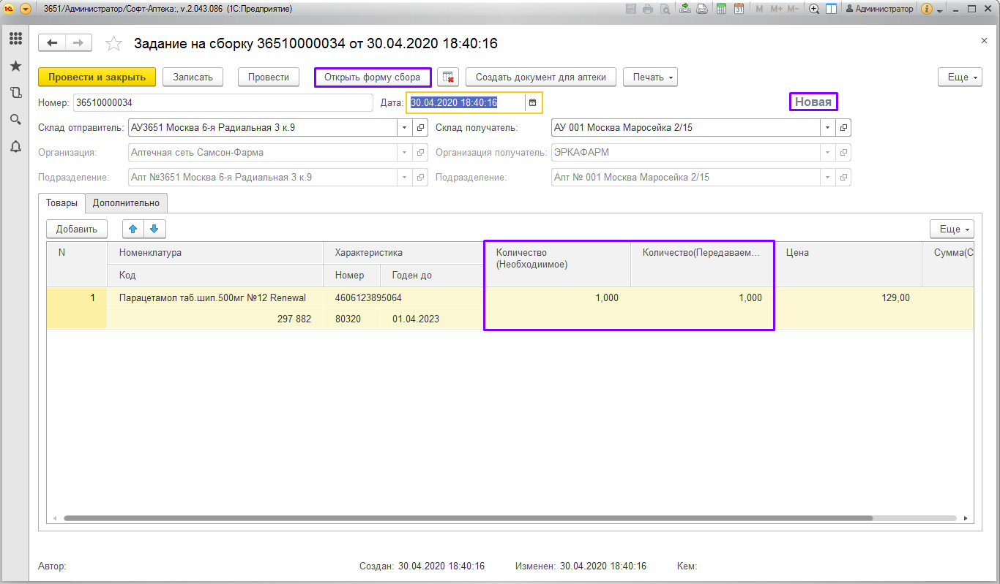 3651/Администратор/Софт-Аптека:, v.2.043.086 (1С:Предприятие)
M M+ M- Администратор
Задание на сборку 36510000034 от 30.04.2020 18:40:16
Провести и закрыть Записать Провести Открыть форму сбора Создать документ для аптеки Печать Еще
Номер: 36510000034 Дата: 30.04.2020 18:40:16 Новая
Склад отправитель: АУ3651 Москва 6-я Радиальная 3 к.9 Склад получатель: АУ 001 Москва Маросейка 2/15
Организация: Аптечная сеть Самсон-Фарма Организация получатель: ЭРКАФАРМ
Подразделение: Апт №3651 Москва 6-я Радиальная 3 к.9 Подразделение: Апт № 001 Москва Маросейка 2/15
Товары Дополнительно
Добавить Еще
N Номенклатура Характеристика Количество Количество(Передаваем... Цена Сумма(С
(Необходиимое)
Код Номер Годен до
1 Парацетамол таб.шип.500мг №12 Renewal 4606123895064 1,000 1,000 129,00
297 882 80320 01.04.2023
Автор: Создан: 30.04.2020 18:40:16 Изменен: 30.04.2020 18:40:16 Кем: